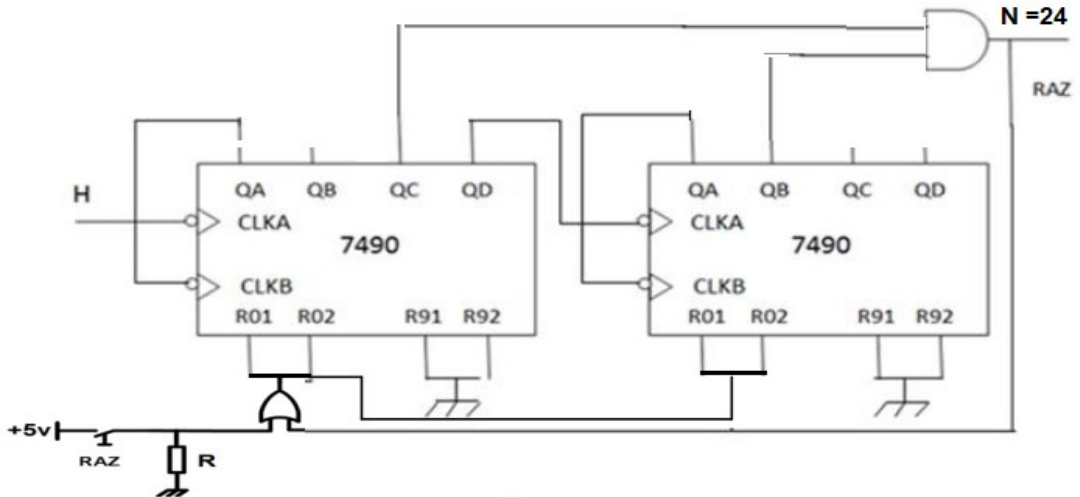 N =24
RAZ
H
QA QB QC QD
CLKA
7490
CLKB
R01 R02 R91 R92
QA QB QC QD
CLKA
7490
CLKB
R01 R02 R91 R92
+5v
RAZ
R